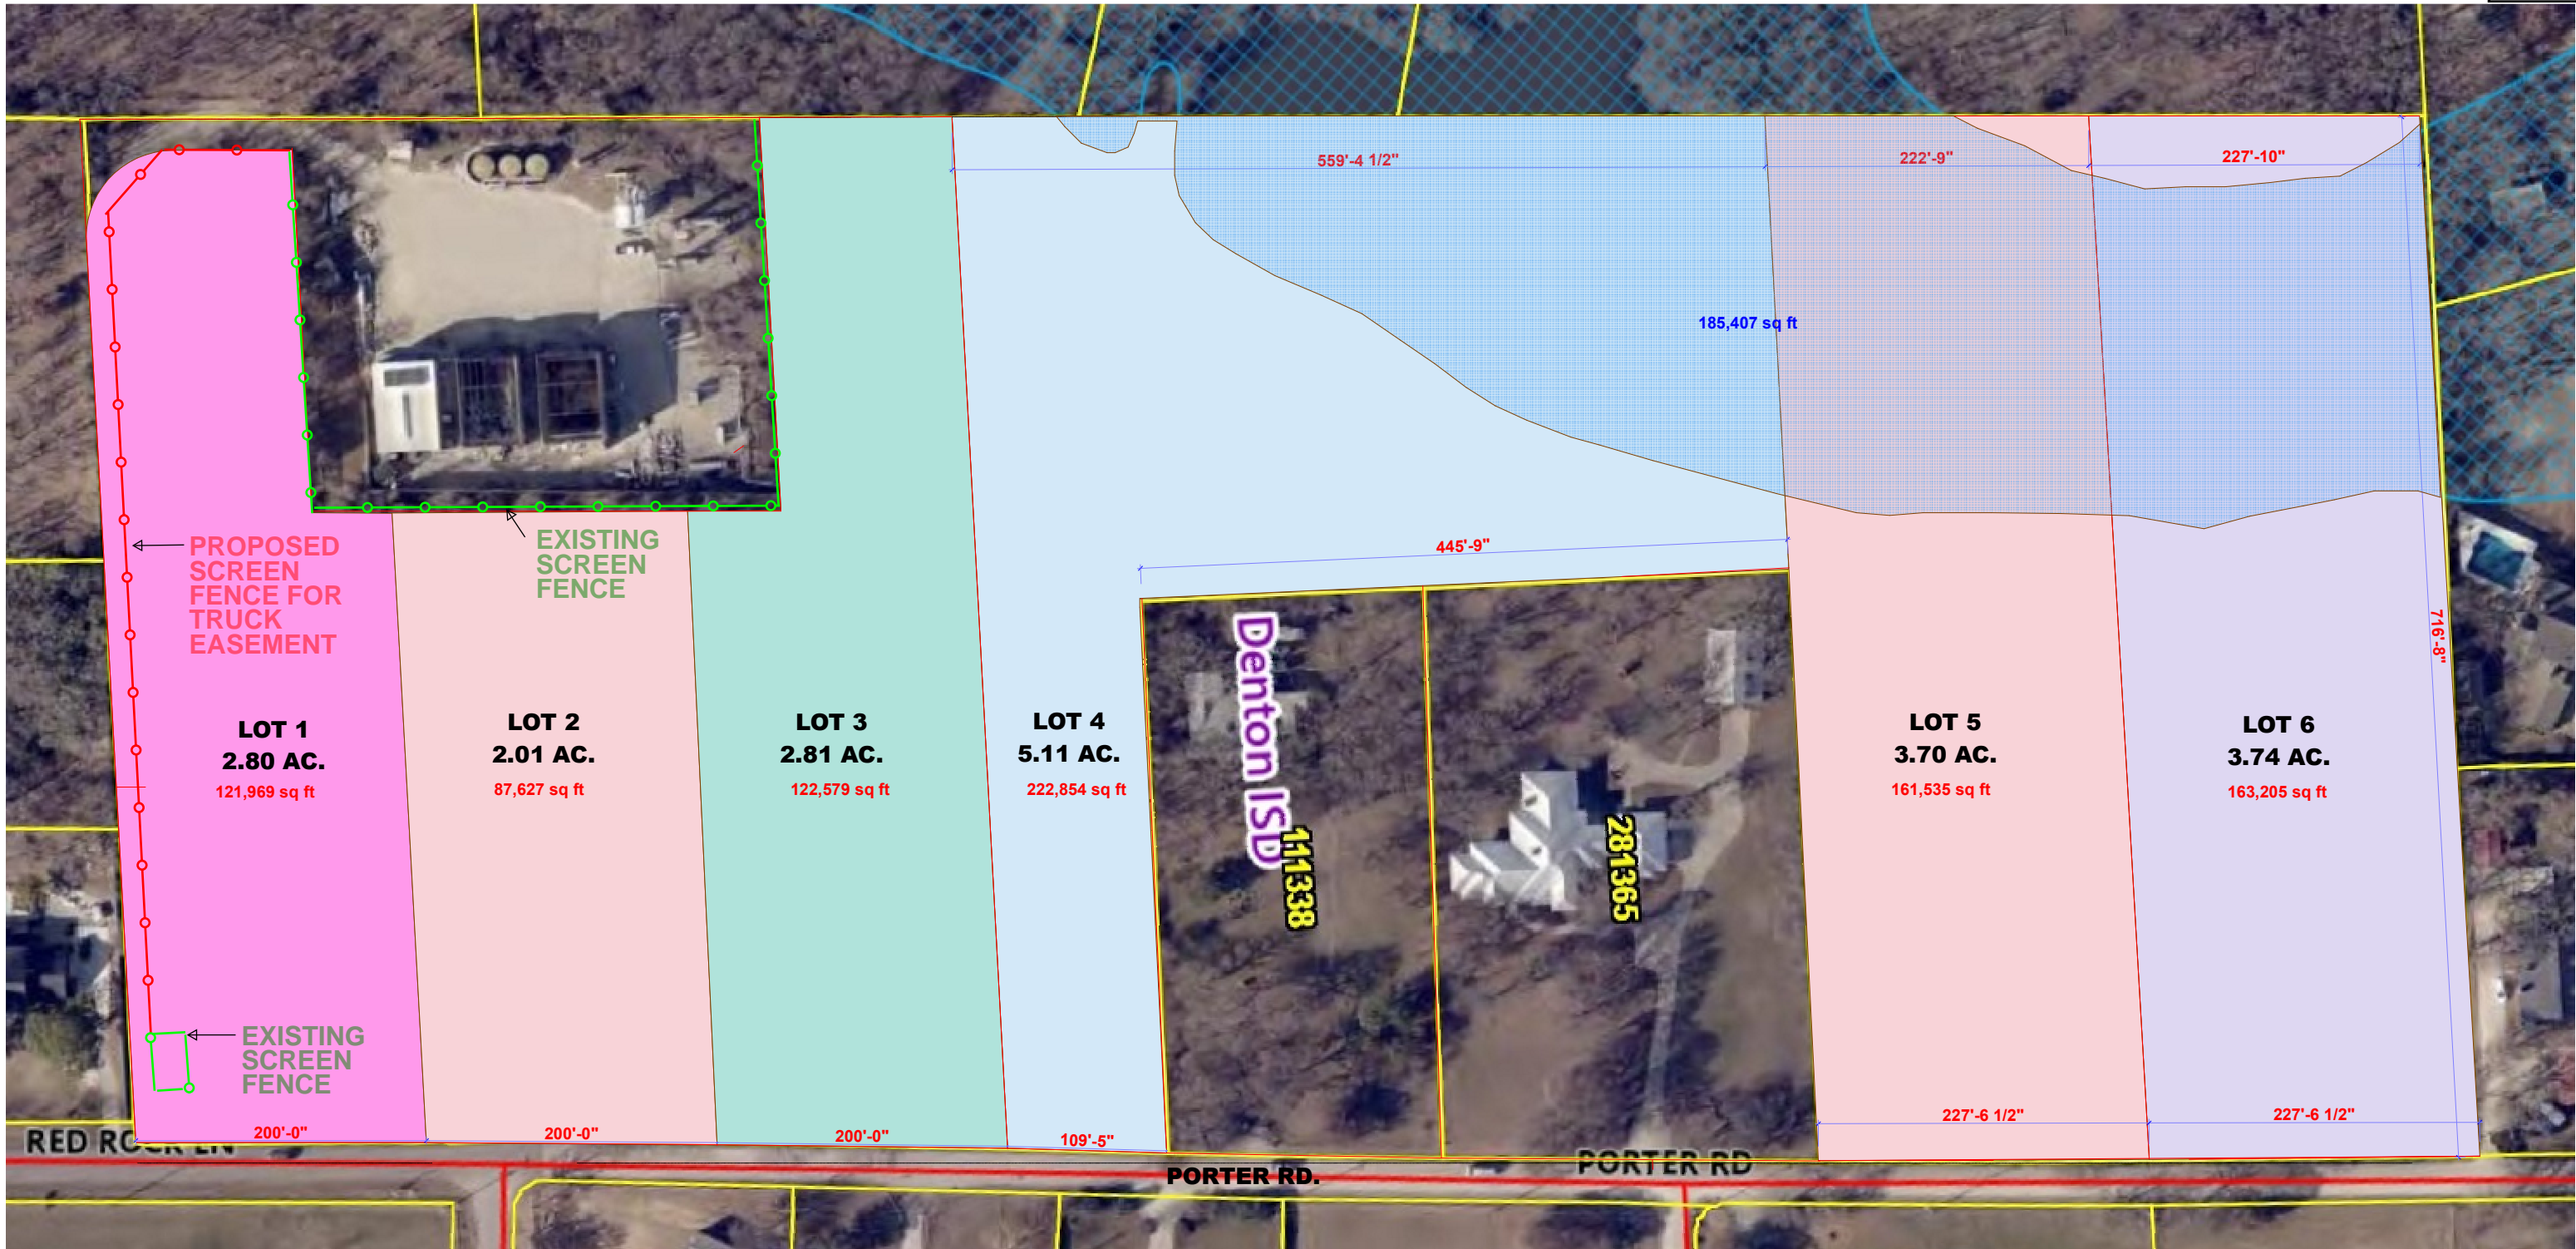 559'-4 1/2"
222'-9"
227'-10"
185,407 sq ft
445'-9"
716'-8"
PROPOSED
SCREEN
FENCE FOR
TRUCK
EASEMENT
EXISTING
SCREEN
FENCE
Denton ISD
111338
281365
LOT 1
2.80 AC.
121,969 sq ft
LOT 2
2.01 AC.
87,627 sq ft
LOT 3
2.81 AC.
122,579 sq ft
LOT 4
5.11 AC.
222,854 sq ft
LOT 5
3.70 AC.
161,535 sq ft
LOT 6
3.74 AC.
163,205 sq ft
EXISTING
SCREEN
FENCE
200'-0"
200'-0"
200'-0"
109'-5"
227'-6 1/2"
227'-6 1/2"
RED ROCK LN
PORTER RD.
PORTER RD